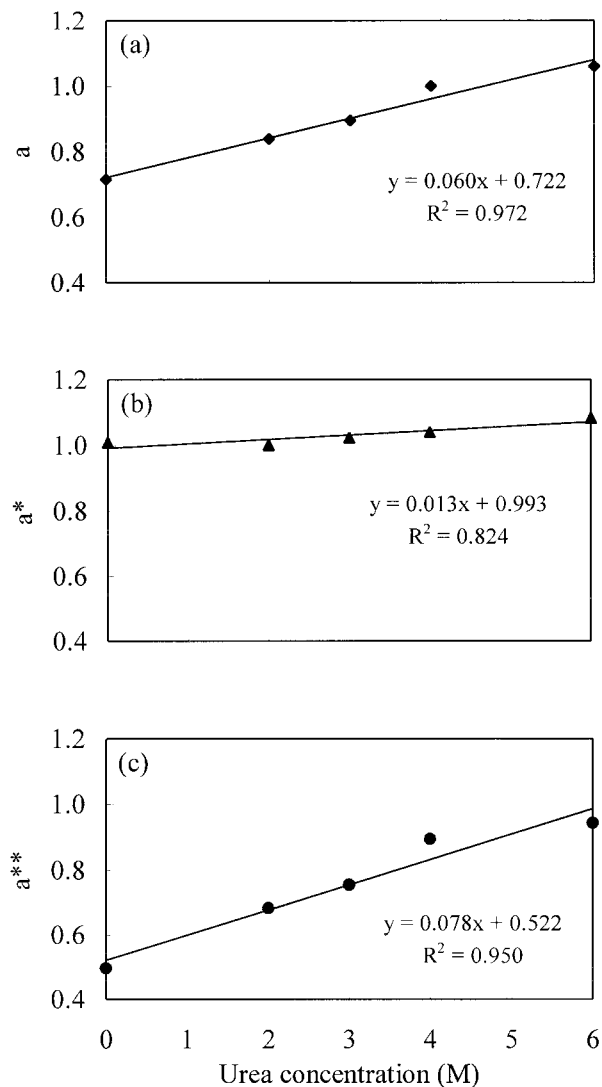 (a)
1.2
1.0
0.8
0.6
0.4
a
y = 0.060x + 0.722
R² = 0.972
(b)
1.2
1.0
0.8
0.6
0.4
a*
y = 0.013x + 0.993
R² = 0.824
(c)
1.2
1.0
0.8
0.6
0.4
a**
y = 0.078x + 0.522
R² = 0.950
0 1 2 3 4 5 6
Urea concentration (M)